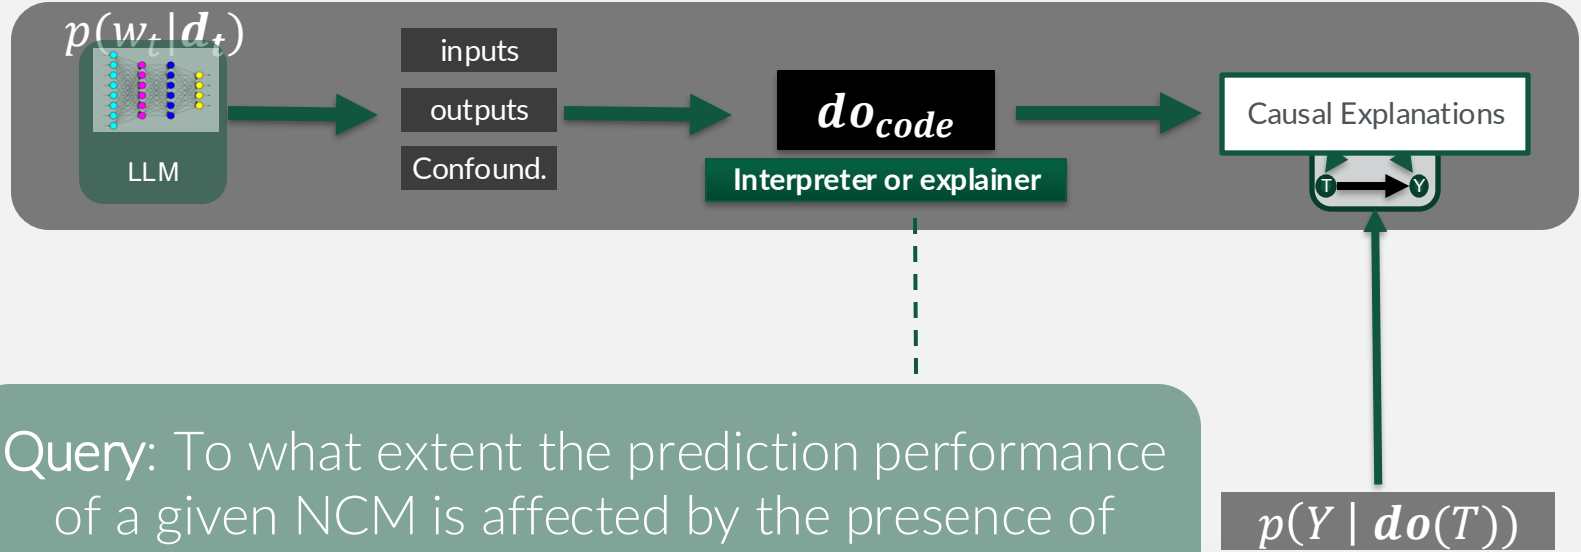 p(w_t|d_t)
LLM
inputs
outputs
Confound.
do_code
Interpreter or explainer
Causal Explanations
T
Y
Query: To what extent the prediction performance
of a given NCM is affected by the presence of
p(Y | do(T))